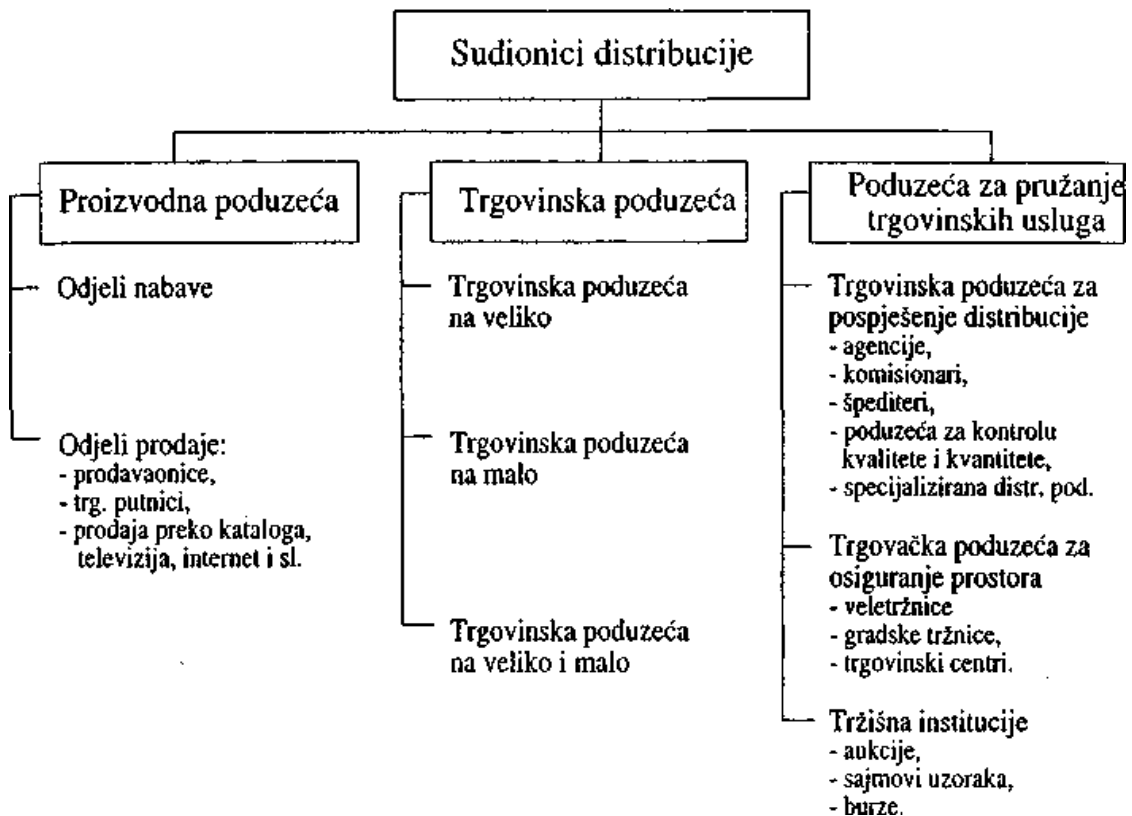 Sudionici distribucije
Proizvodna poduzeća
Odjeli nabave
Odjeli prodaje:
- prodavaonice,
- trg. putnici,
- prodaja preko kataloga,
televizija, internet i sl.
Trgovinska poduzeća
Trgovinska poduzeća
na veliko
Trgovinska poduzeća
na malo
Trgovinska poduzeća
na veliko i malo
Poduzeća za pružanje
trgovinskih usluga
Trgovinska poduzeća za
pospješenje distribucije
- agencije,
- komisionari,
- špediteri,
- poduzeća za kontrolu
kvalitete i kvantitete,
- specijalizirana distr. pod.
Trgovačka poduzeća za
osiguranje prostora
- veletržnice
- gradske tržnice,
- trgovinski centri.
Tržišna institucije
- aukcije,
- sajmovi uzoraka,
- burze.